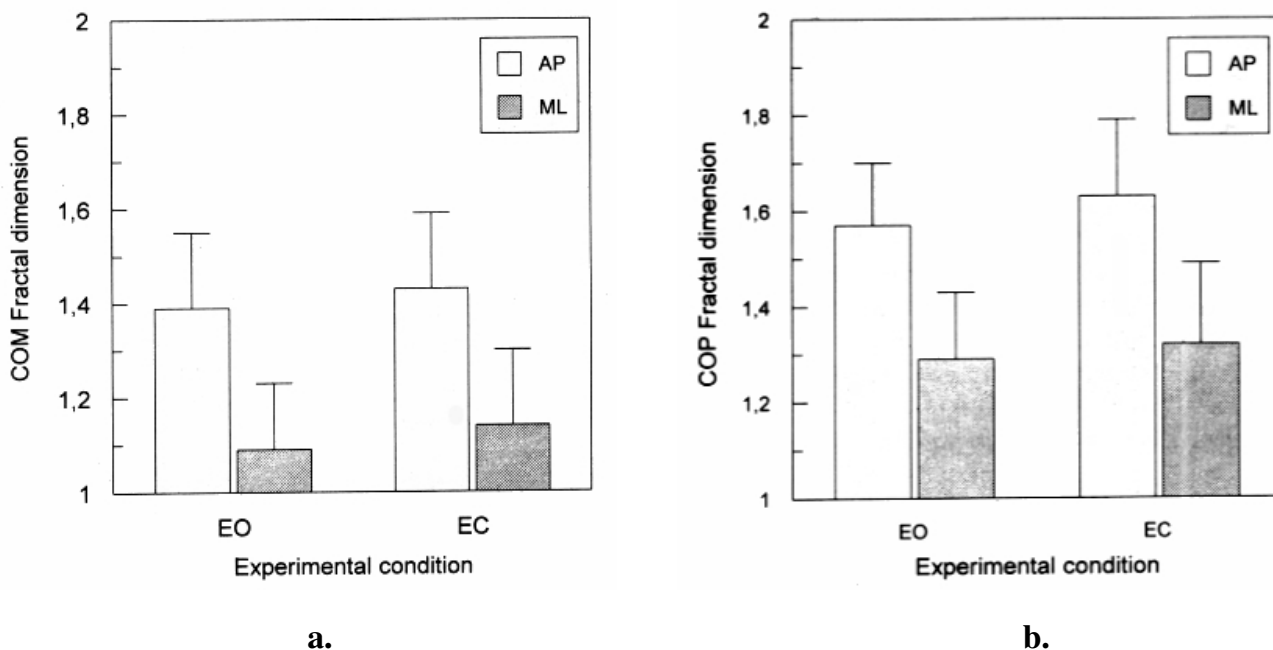 COM Fractal dimension
2
1,8
1,6
1,4
1,2
1
AP
ML
EO
EC
Experimental condition
a.
COP Fractal dimension
2
1,8
1,6
1,4
1,2
1
AP
ML
EO
EC
Experimental condition
b.